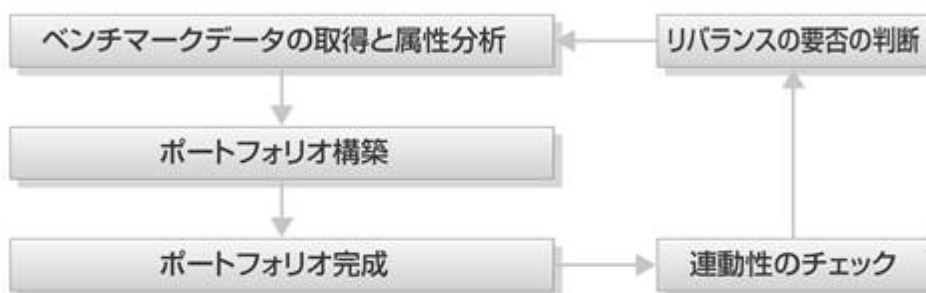 ベンチマークデータの取得と属性分析
リバランスの要否の判断
ポートフォリオ構築
ポートフォリオ完成
連動性のチェック